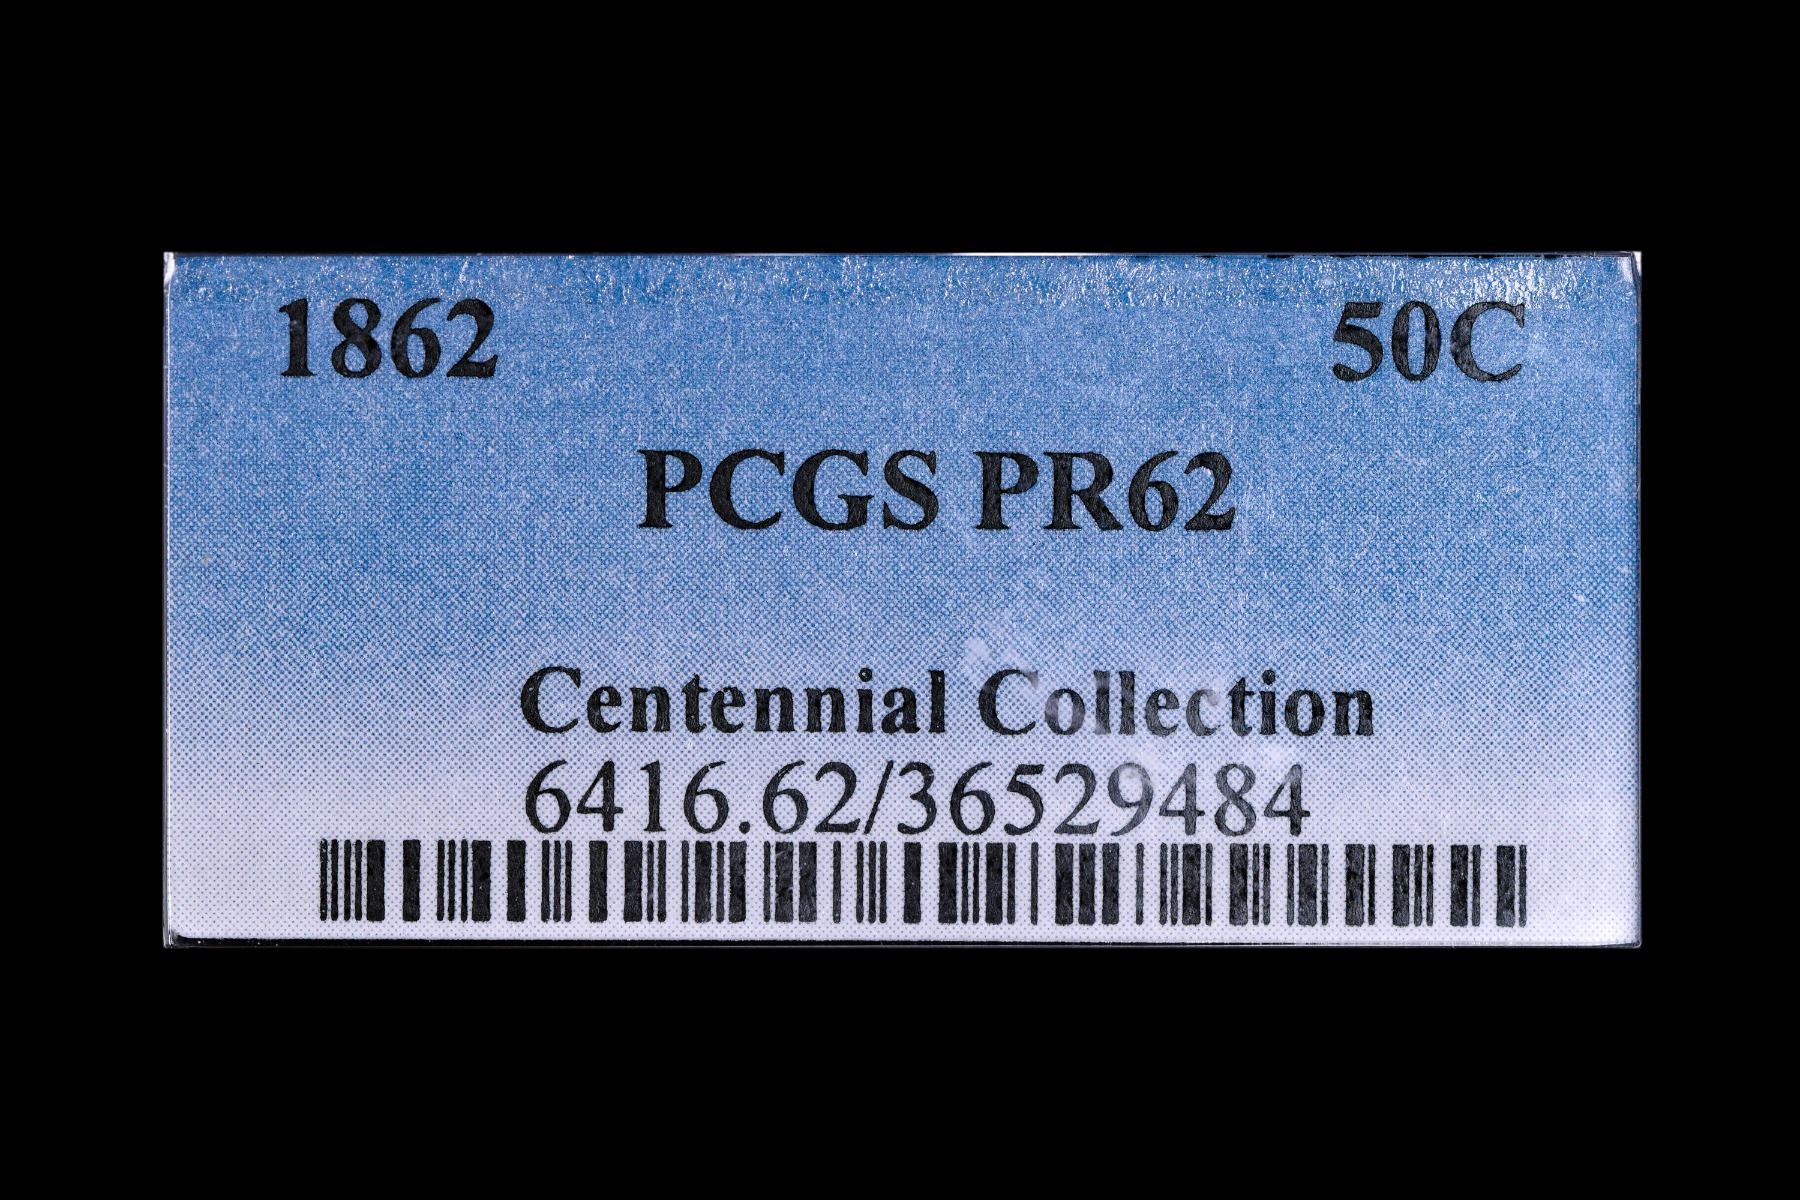 1862 50C
PCGS PR62
Centennial Collection
6416.62/36529484